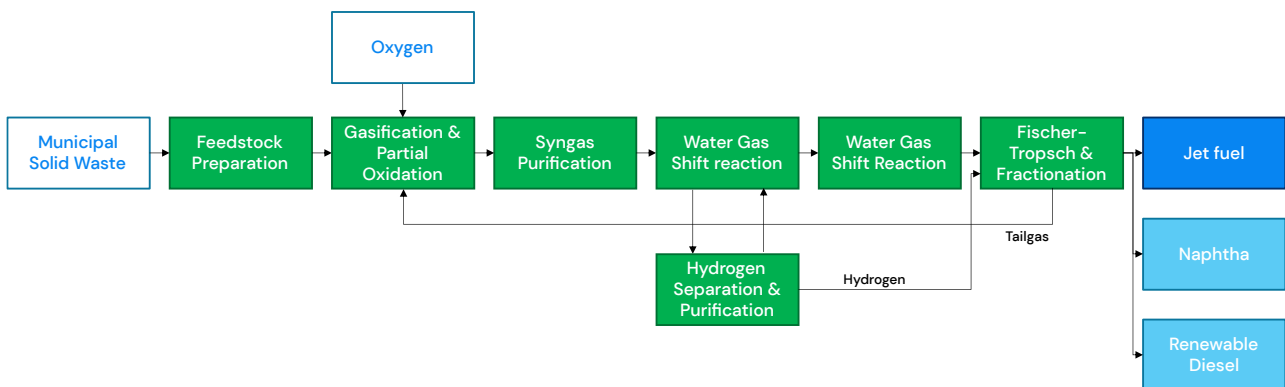 Oxygen
Municipal
Solid Waste
Feedstock
Preparation
Gasification &
Partial
Oxidation
Syngas
Purification
Water Gas
Shift reaction
Water Gas
Shift Reaction
Fischer-
Tropsch &
Fractionation
Jet fuel
Tailgas
Naphtha
Hydrogen
Separation &
Purification
Hydrogen
Renewable
Diesel